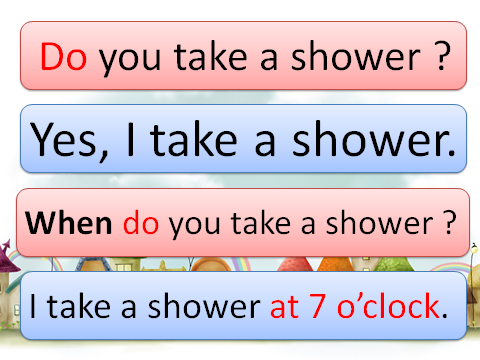 Do you take a shower ?
Yes, I take a shower.
When do you take a shower ?
I take a shower at 7 o’clock.